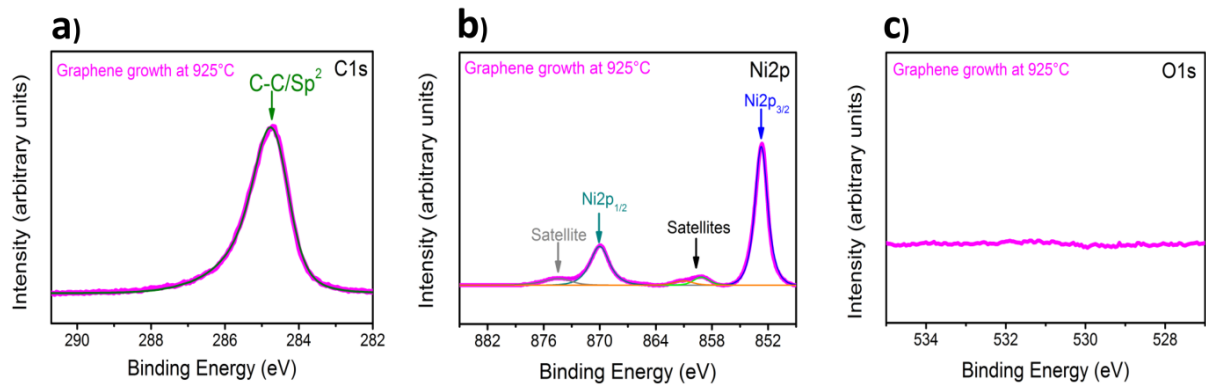 a)
Intensity (arbitrary units)
Graphene growth at 925°C
C1s
C-C/Sp²
290 288 286 284 282
Binding Energy (eV)
b)
Intensity (arbitrary units)
Graphene growth at 925°C
Ni2p
Ni2p3/2
Ni2p1/2
Satellite
Satellites
882 876 870 864 858 852
Binding Energy (eV)
c)
Intensity (arbitrary units)
Graphene growth at 925°C
O1s
534 532 530 528
Binding Energy (eV)